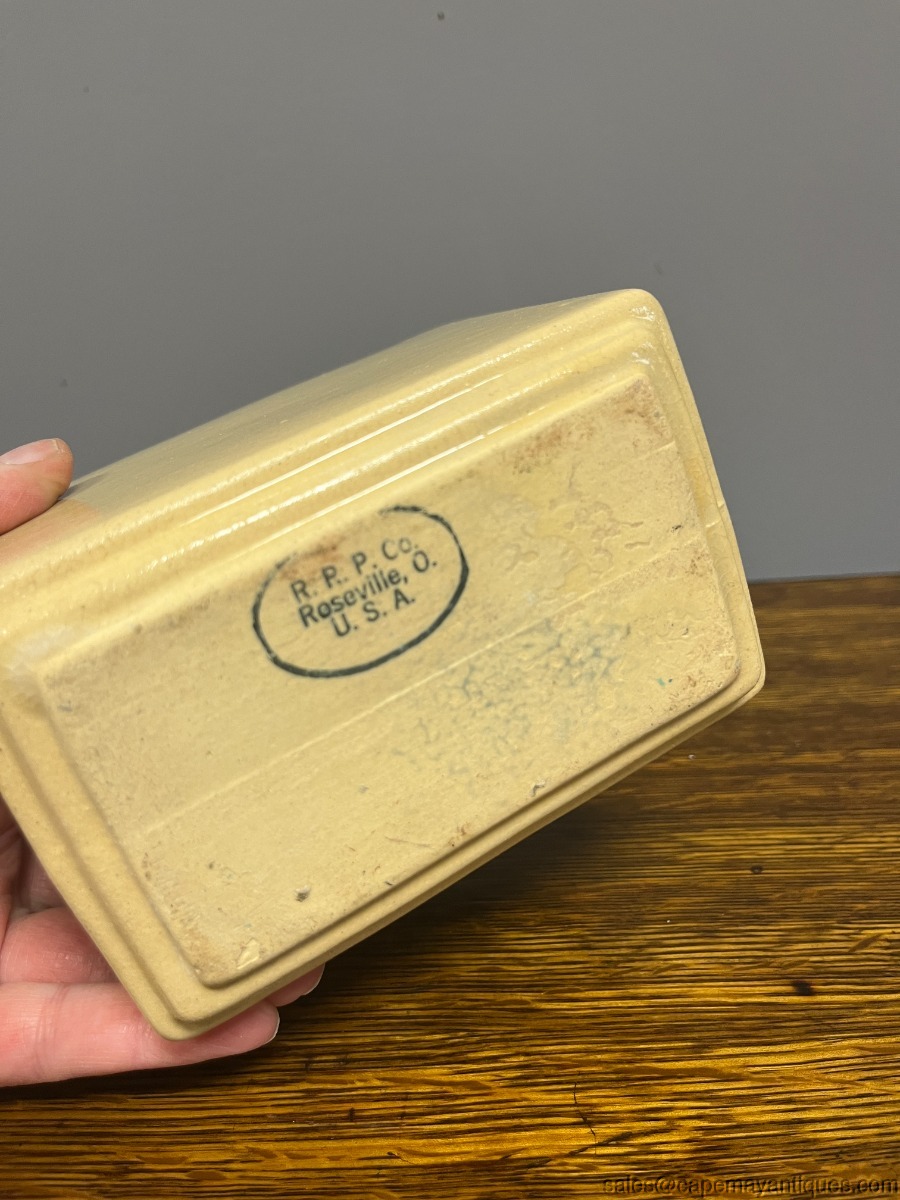 R. R. P. Co.
Roseville, O.
U. S. A.
sales@capemayantiques.com